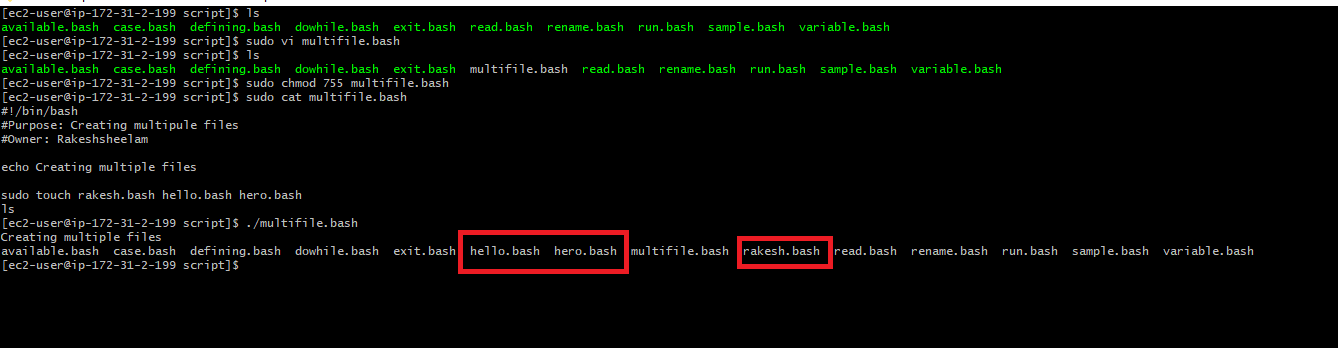 [ec2-user@ip-172-31-2-199 script]$ ls
available.bash  case.bash  defining.bash  dowhile.bash  exit.bash  read.bash  rename.bash  run.bash  sample.bash  variable.bash
[ec2-user@ip-172-31-2-199 script]$ sudo vi multifile.bash
[ec2-user@ip-172-31-2-199 script]$ ls
available.bash  case.bash  defining.bash  dowhile.bash  exit.bash  multifile.bash  read.bash  rename.bash  run.bash  sample.bash  variable.bash
[ec2-user@ip-172-31-2-199 script]$ sudo chmod 755 multifile.bash
[ec2-user@ip-172-31-2-199 script]$ sudo cat multifile.bash
#!/bin/bash
#Purpose: Creating multipule files
#Owner: Rakeshsheelam
echo Creating multiple files
sudo touch rakesh.bash hello.bash hero.bash
ls
[ec2-user@ip-172-31-2-199 script]$ ./multifile.bash
Creating multiple files
available.bash  case.bash  defining.bash  dowhile.bash  exit.bash  hello.bash  hero.bash  multifile.bash  rakesh.bash  read.bash  rename.bash  run.bash  sample.bash  variable.bash
[ec2-user@ip-172-31-2-199 script]$